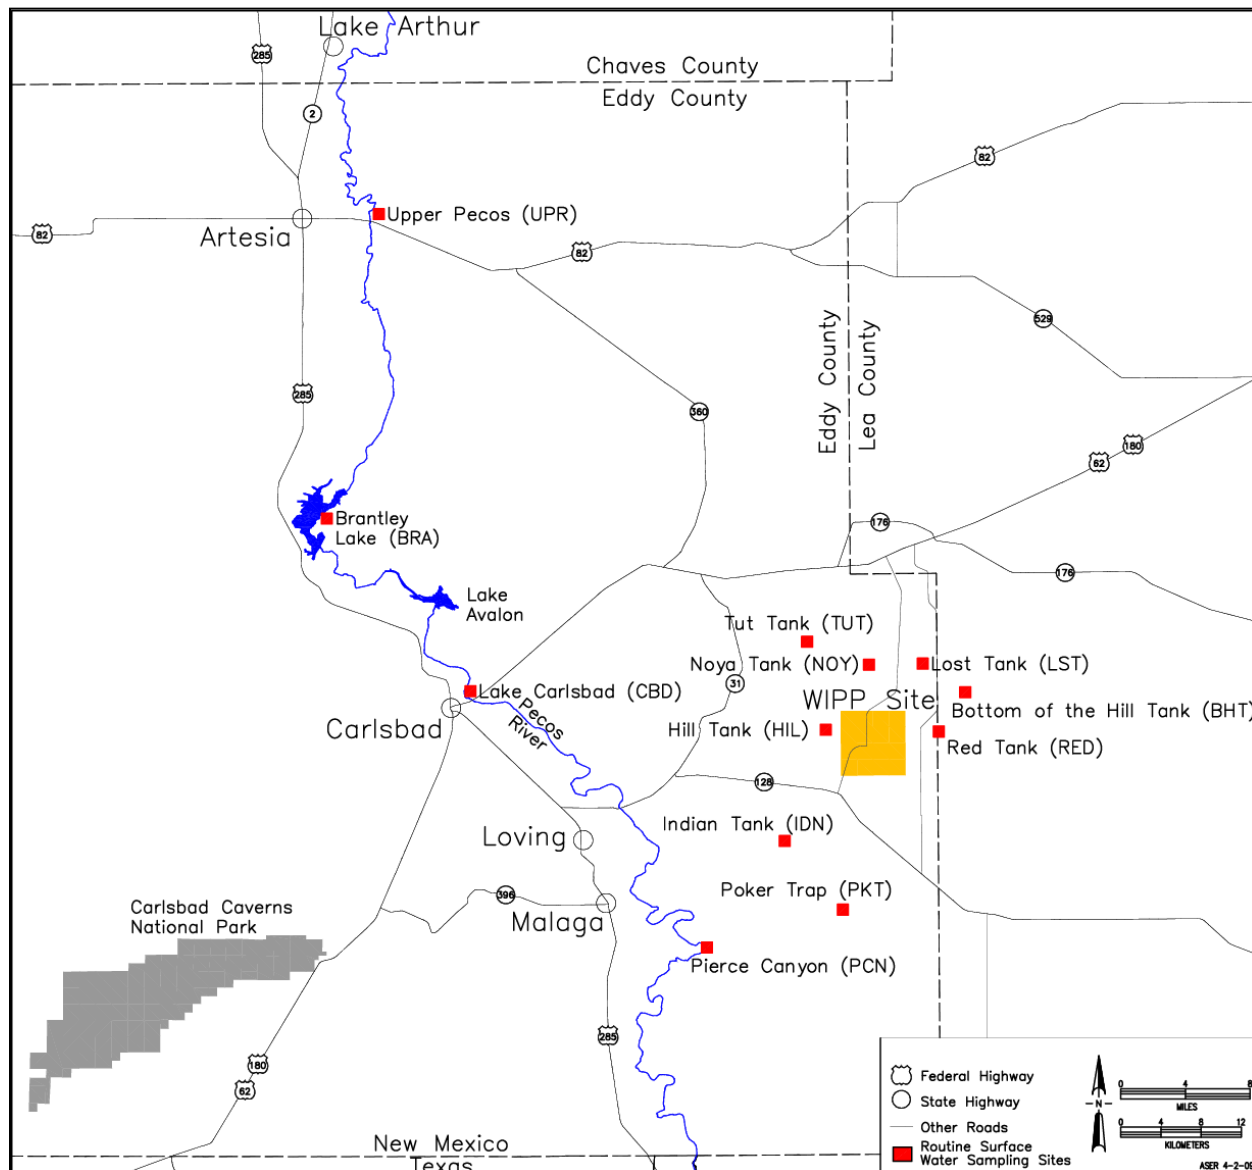 Lake Arthur
285
Chaves County
Eddy County
2
82
82
Upper Pecos (UPR)
Artesia
82
82
529
Eddy County
Lea County
285
360
180
62
Brantley
Lake (BRA)
176
176
Lake
Avalon
Tut Tank (TUT)
Noya Tank (NOY)
Lost Tank (LST)
31
Lake Carlsbad (CBD)
WIPP Site
Bottom of the Hill Tank (BHT)
Pecos
River
Carlsbad
Hill Tank (HIL)
Red Tank (RED)
128
Loving
Indian Tank (IDN)
396
Poker Trap (PKT)
Carlsbad Caverns
National Park
Malaga
Pierce Canyon (PCN)
285
180
62
New Mexico
Texas
Federal Highway
State Highway
Other Roads
Routine Surface
Water Sampling Sites
N
0 4 8
MILES
0 4 8 12
KILOMETERS